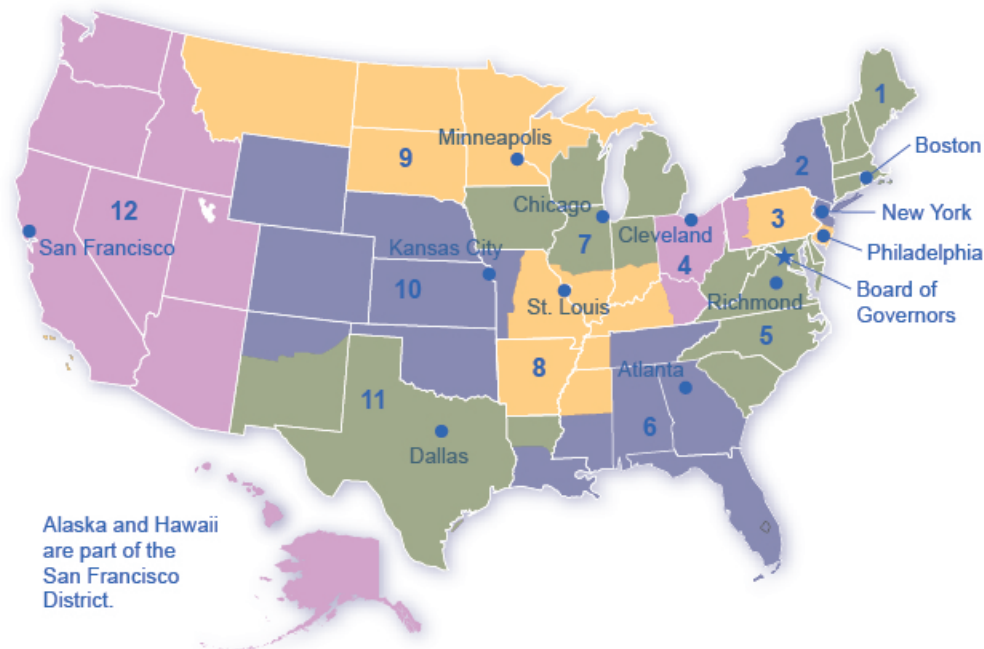 1
Boston
Minneapolis
9
2
12
Chicago
3
New York
San Francisco
Kansas City
7
Cleveland
Philadelphia
4
10
St. Louis
Richmond
Board of
Governors
5
8
Atlanta
11
6
Dallas
Alaska and Hawaii
are part of the
San Francisco
District.